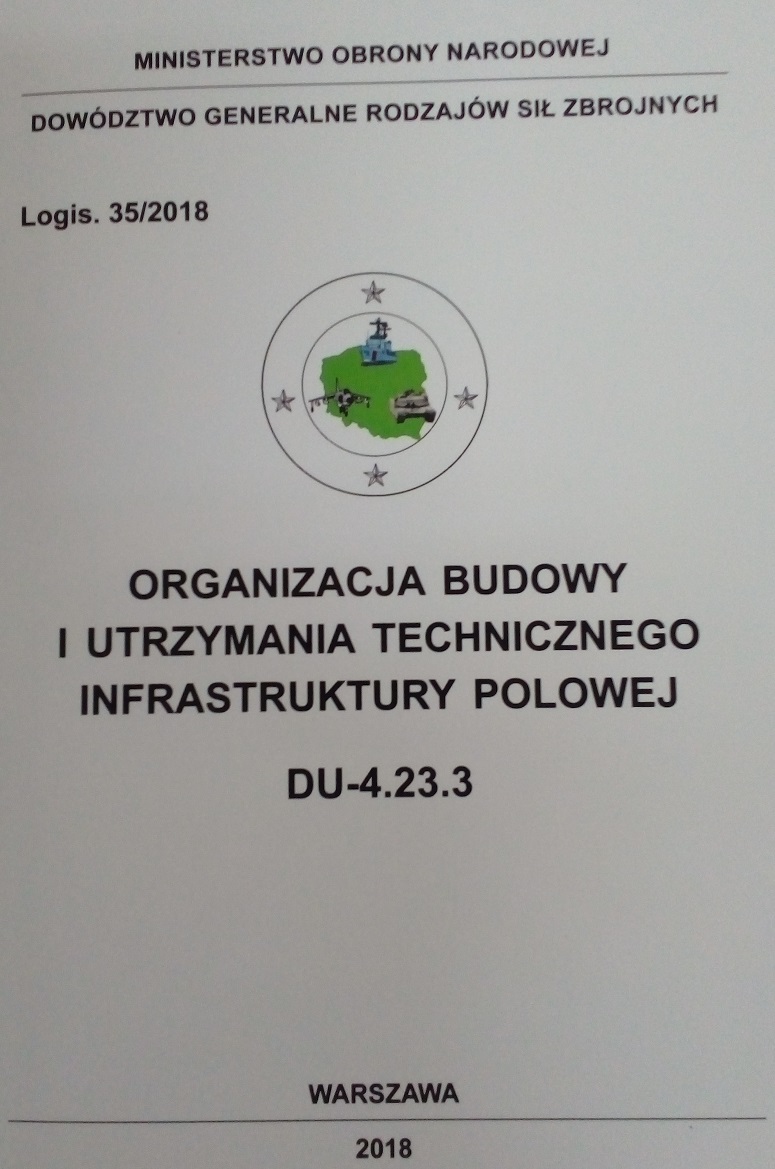 MINISTERSTWO OBRONY NARODOWEJ
DOWÓDZTWO GENERALNE RODZAJÓW SIŁ ZBROJNYCH
Logis. 35/2018
ORGANIZACJA BUDOWY
I UTRZYMANIA TECHNICZNEGO
INFRASTRUKTURY POLOWEJ
DU-4.23.3
WARSZAWA
2018